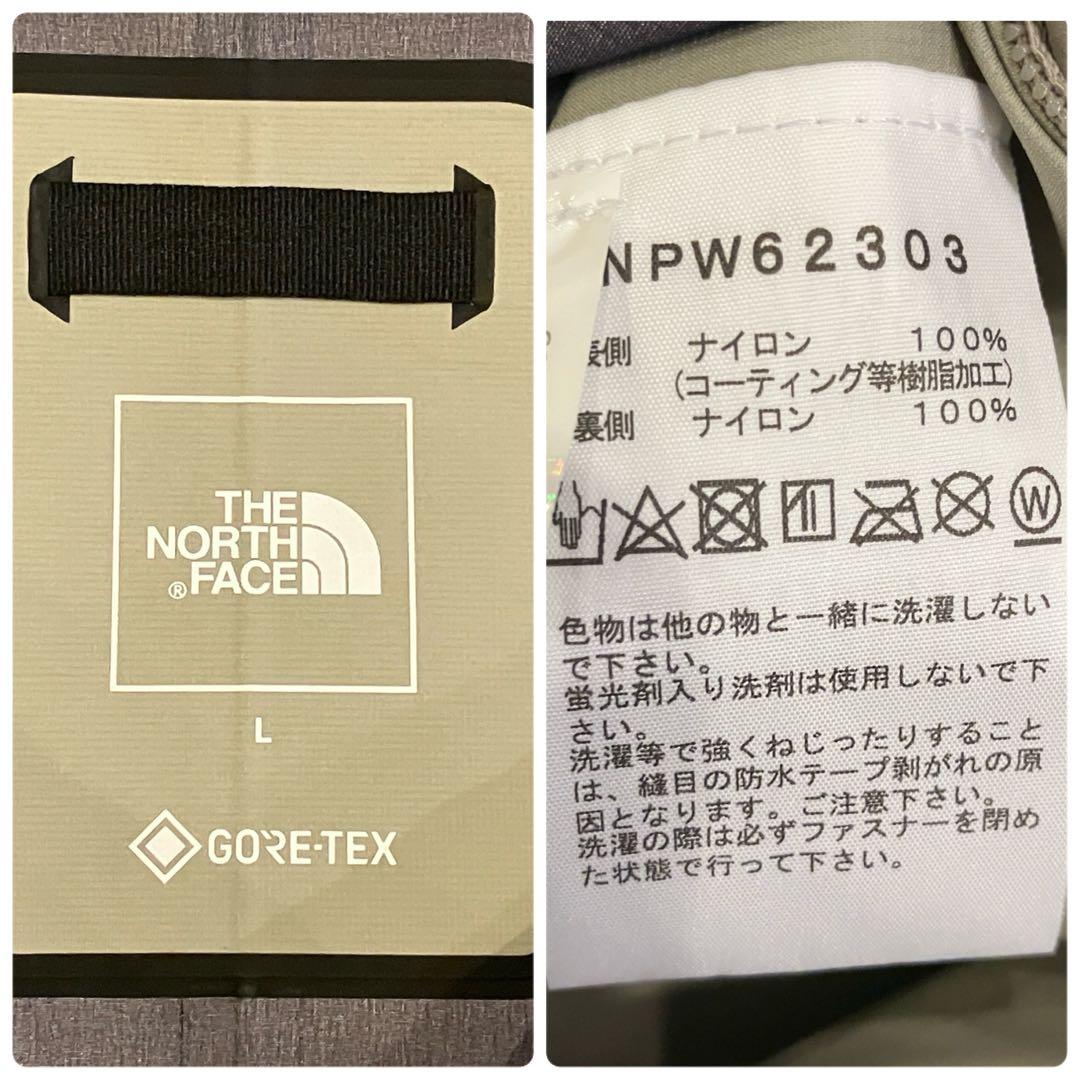 THE
NORTH
® FACE
L
GORE-TEX
NPW62303
表側 ナイロン 100%
(コーティング等樹脂加工)
裏側 ナイロン 100%
W
色物は他の物と一緒に洗濯しない
で下さい。
蛍光剤入り洗剤は使用しないで下
さい。
洗濯等で強くねじったりすること
は、縫目の防水テープ剥がれの原
因となります。ご注意下さい。
洗濯の際は必ずファスナーを閉め
た状態で行って下さい。